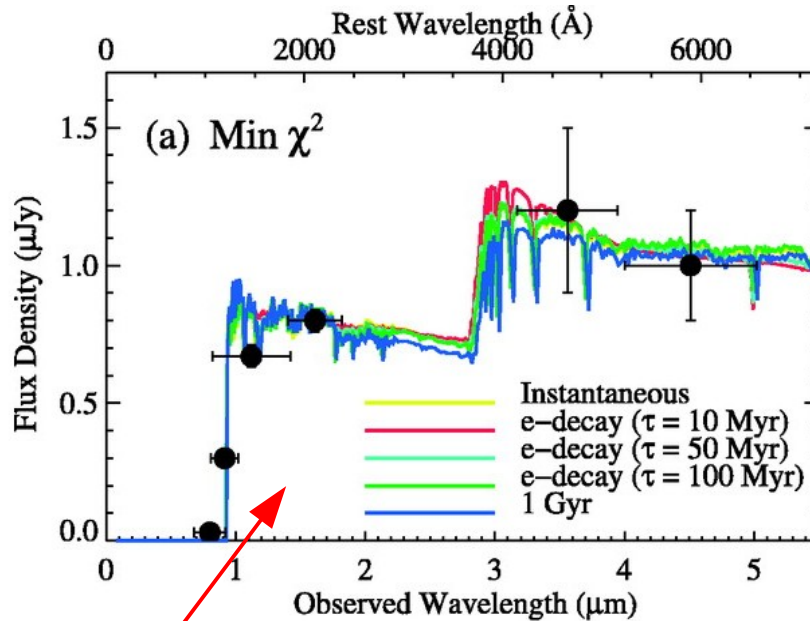 Rest Wavelength (Å)
0 2000 4000 6000
(a) Min χ²
Flux Density (μJy)
1.5
1.0
0.5
0.0
Instantaneous
e-decay (τ = 10 Myr)
e-decay (τ = 50 Myr)
e-decay (τ = 100 Myr)
1 Gyr
0 1 2 3 4 5
Observed Wavelength (μm)